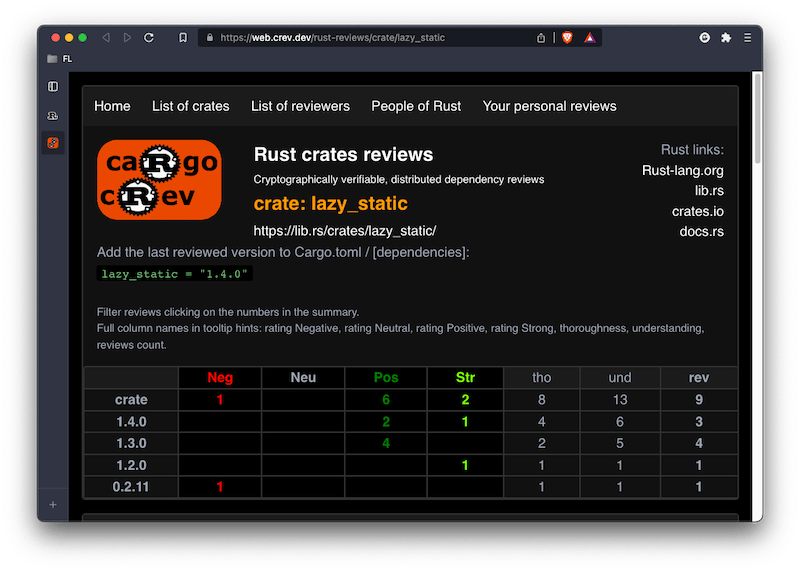 https://web.crev.dev/rust-reviews/crate/lazy_static
FL
Home List of crates List of reviewers People of Rust Your personal reviews
caRgo
cRev
Rust crates reviews
Cryptographically verifiable, distributed dependency reviews
crate: lazy_static
https://lib.rs/crates/lazy_static/
Rust links:
Rust-lang.org
lib.rs
crates.io
docs.rs
Add the last reviewed version to Cargo.toml / [dependencies]:
lazy_static = "1.4.0"
Filter reviews clicking on the numbers in the summary.
Full column names in tooltip hints: rating Negative, rating Neutral, rating Positive, rating Strong, thoroughness, understanding,
reviews count.
Neg Neu Pos Str tho und rev
crate 1 6 2 8 13 9
1.4.0 2 1 4 6 3
1.3.0 4 2 5 4
1.2.0 1 1 1 1
0.2.11 1 1 1 1